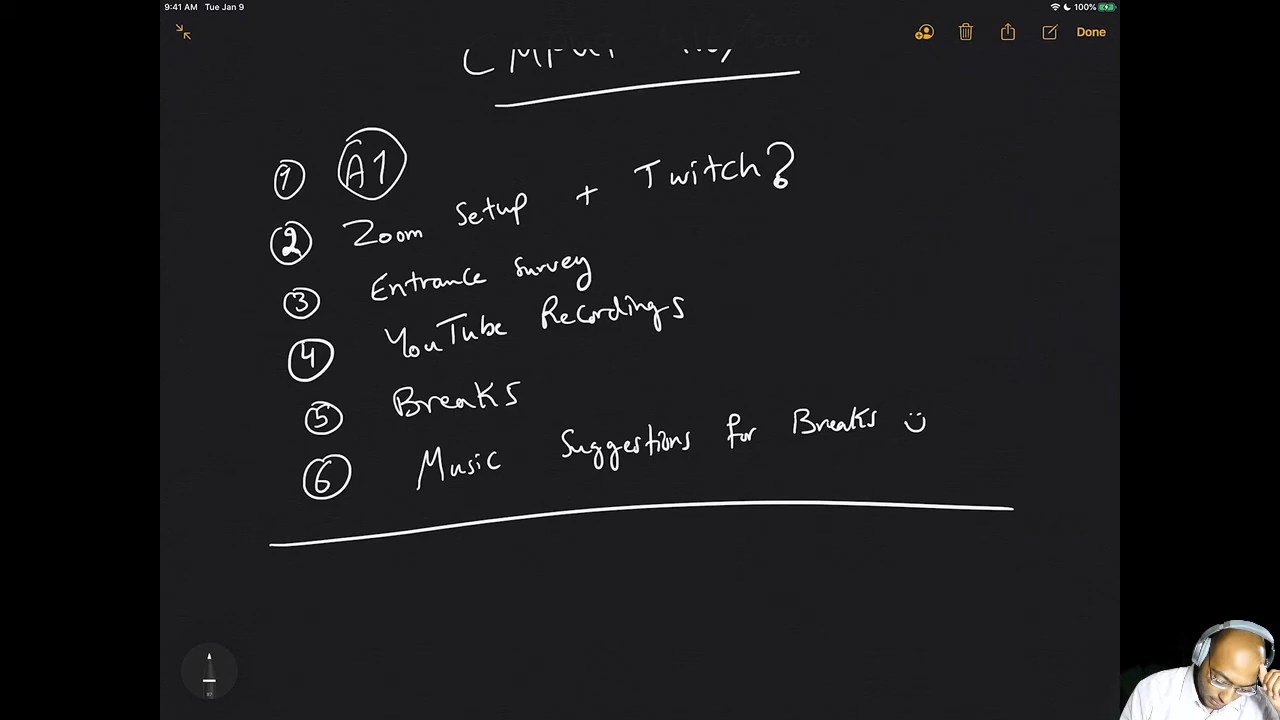 9:41 AM Tue Jan 9
100%
Done
① A1
② Zoom Setup + Twitch?
③ Entrance Survey
④ YouTube Recordings
⑤ Breaks
⑥ Music Suggestions for Breaks